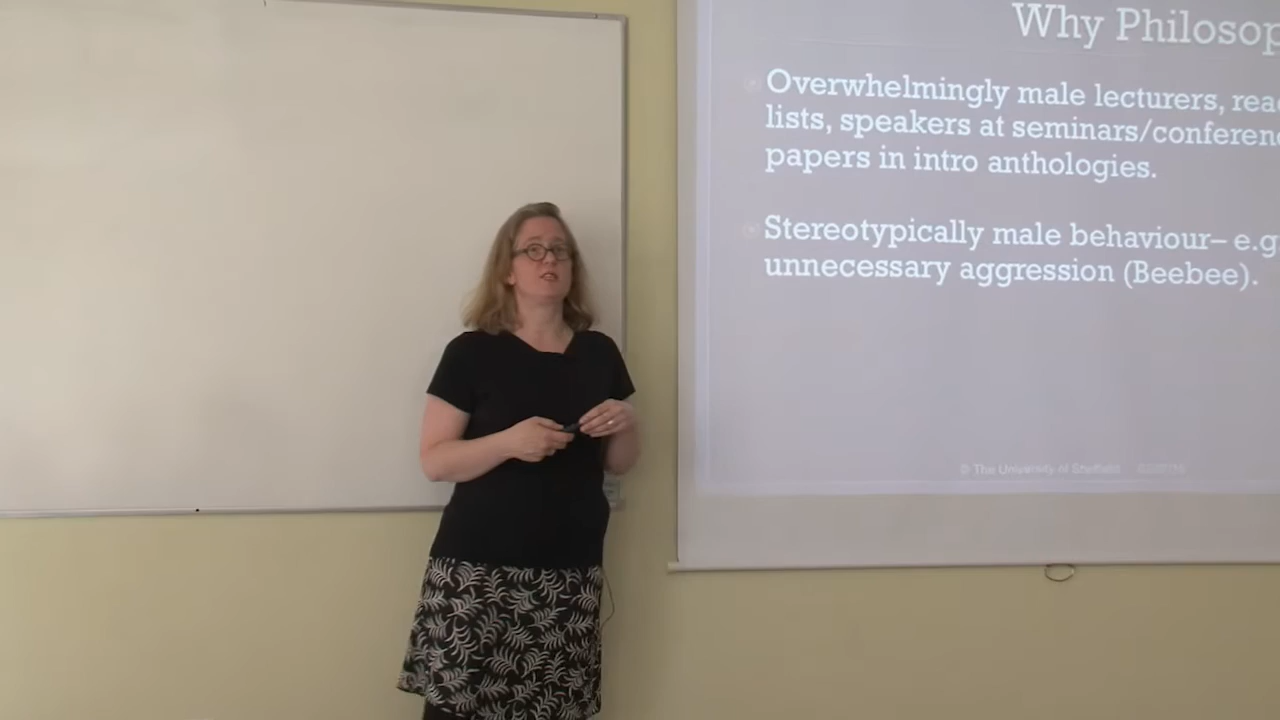 Why Philosop
Overwhelmingly male lecturers, rea
lists, speakers at seminars/conferenc
papers in intro anthologies.
Stereotypically male behaviour– e.g
unnecessary aggression (Beebee).
© The University of Sheffield